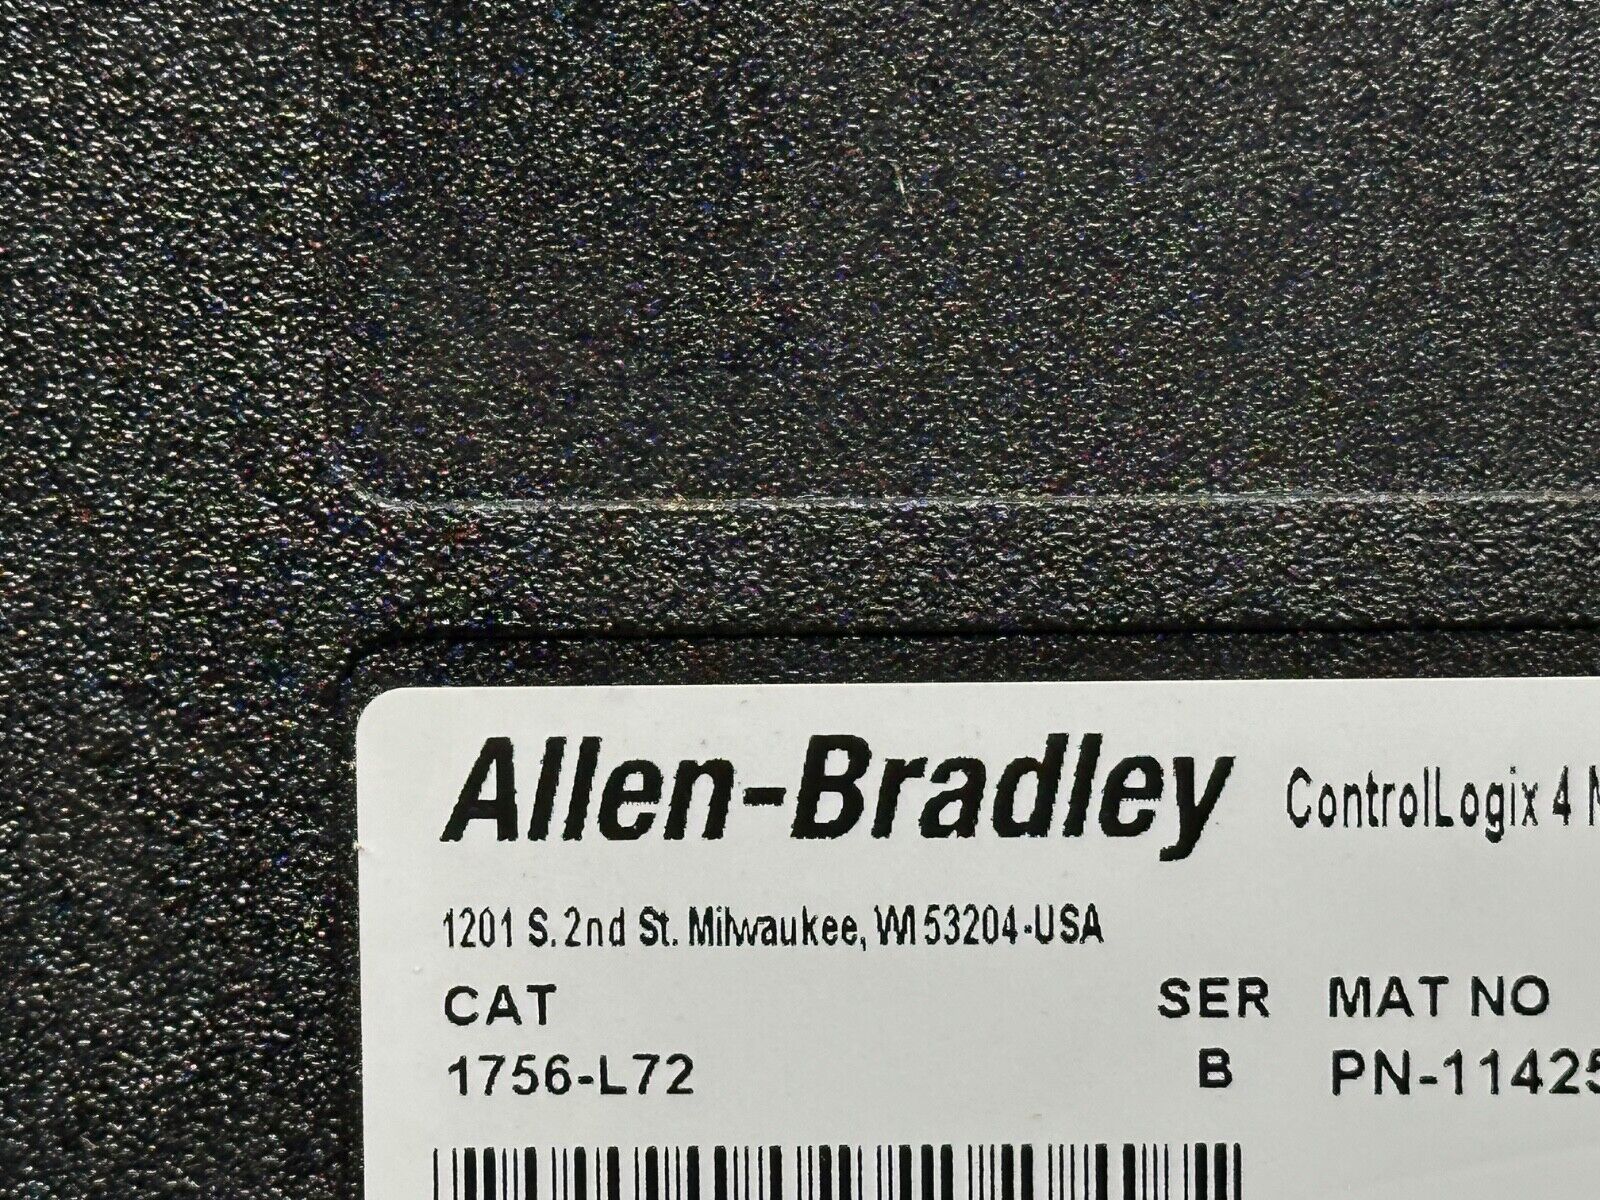 Allen-Bradley ControlLogix 4
1201 S. 2nd St. Milwaukee, WI 53204-USA
CAT SER MAT NO
1756-L72 B PN-11425